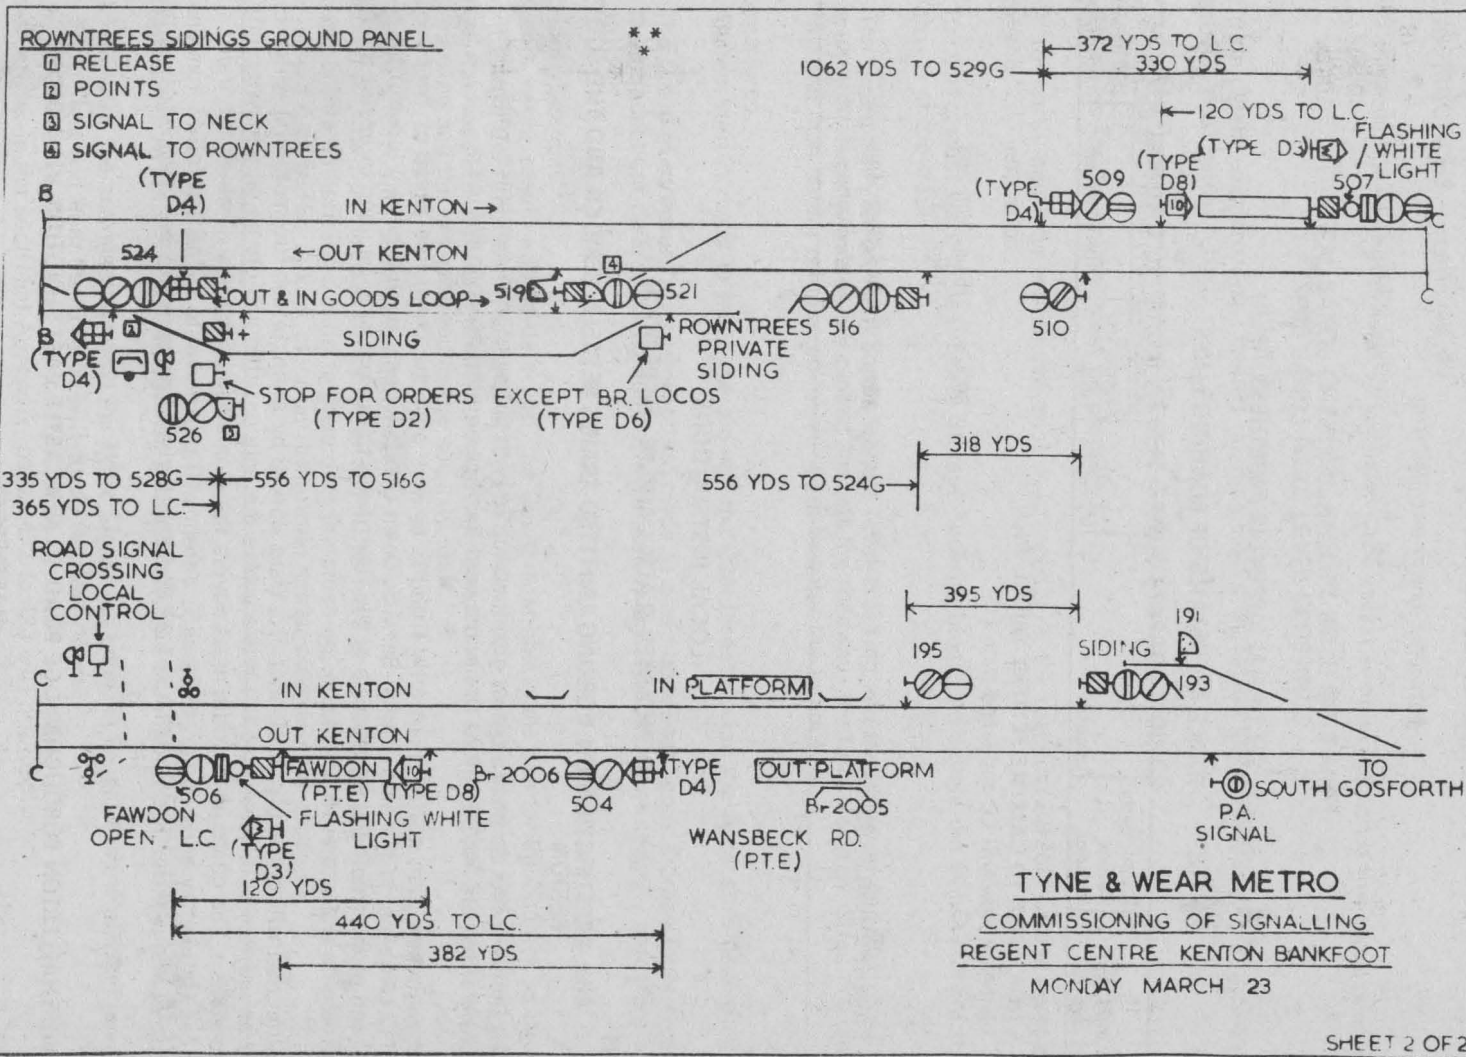 ROWNTREES SIDINGS GROUND PANEL
1 RELEASE
2 POINTS
3 SIGNAL TO NECK
4 SIGNAL TO ROWNTREES
* * *
372 YDS TO L.C.
1062 YDS TO 529G
330 YDS
120 YDS TO L.C.
(TYPE D3)
FLASHING
WHITE
LIGHT
(TYPE
D4)
(TYPE
D4)
509
(TYPE
D8)
10
507
B
IN KENTON →
C
524
← OUT KENTON
4
519
521
516
510
← OUT & IN GOODS LOOP →
B
(TYPE
D4)
2
SIDING
ROWNTREES
PRIVATE
SIDING
C
STOP FOR ORDERS
(TYPE D2)
EXCEPT B.R. LOCOS
(TYPE D6)
526
3
335 YDS TO 528G
556 YDS TO 516G
365 YDS TO L.C.
556 YDS TO 524G
318 YDS
ROAD SIGNAL
CROSSING
LOCAL
CONTROL
395 YDS
195
SIDING
191
193
C
IN KENTON
IN PLATFORM
OUT KENTON
C
506
FAWDON
(P.T.E)
10
(TYPE D8)
Br 2006
504
(TYPE
D4)
OUT PLATFORM
Br 2005
TO
SOUTH GOSFORTH
P.A.
SIGNAL
FAWDON
OPEN L.C.
FLASHING WHITE
LIGHT
(TYPE
D3)
WANSBECK RD.
(P.T.E)
120 YDS
440 YDS TO L.C.
382 YDS
TYNE & WEAR METRO
COMMISSIONING OF SIGNALLING
REGENT CENTRE KENTON BANKFOOT
MONDAY MARCH 23
SHEET 2 OF 2